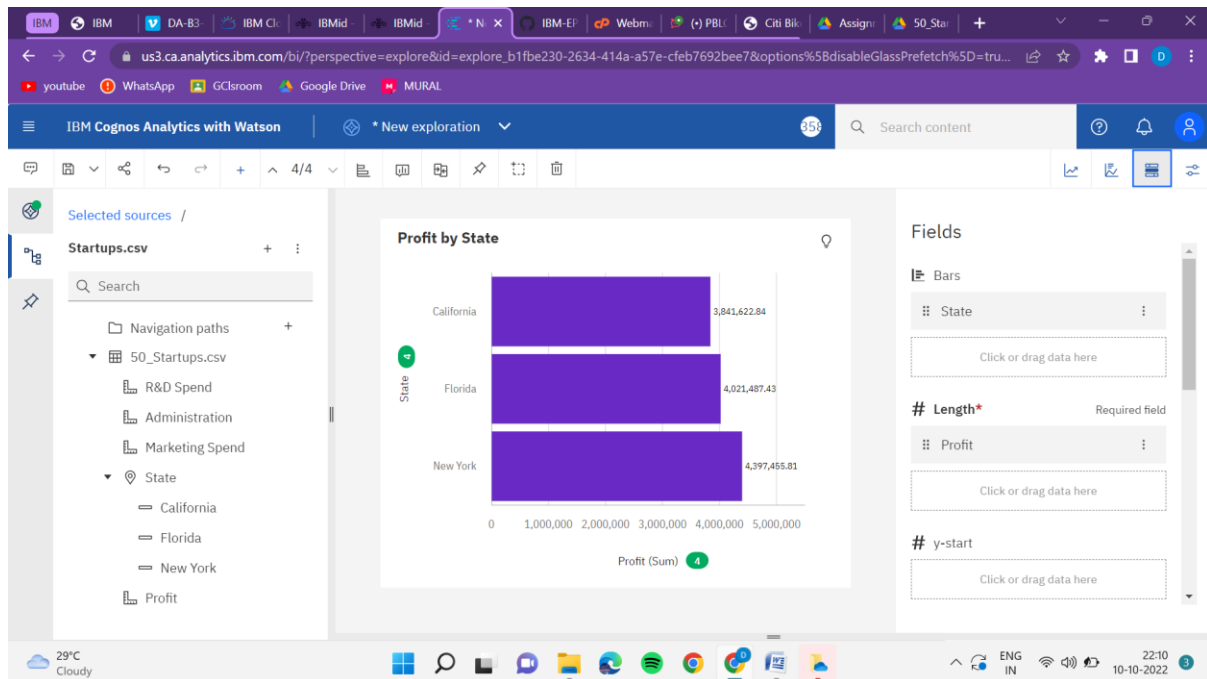 IBM
IBM
DA-B3-
IBM Clo
IBMid -
IBMid -
* N
IBM-EP
Webma
(•) PBL
Citi Bik
Assignr
50_Star
us3.ca.analytics.ibm.com/bi/?perspective=explore&id=explore_b1fbe230-2634-414a-a57e-cfeb7692bee7&options%5BdisableGlassPrefetch%5D=tru...
D
youtube
WhatsApp
GClsroom
Google Drive
MURAL
IBM Cognos Analytics with Watson
* New exploration
358
Search content
4/4
Selected sources /
Startups.csv
Search
Navigation paths
50_Startups.csv
R&D Spend
Administration
Marketing Spend
State
California
Florida
New York
Profit
Profit by State
State
4
California
3,841,622.84
Florida
4,021,487.43
New York
4,397,455.81
0 1,000,000 2,000,000 3,000,000 4,000,000 5,000,000
Profit (Sum) 4
Fields
Bars
State
Click or drag data here
# Length* Required field
Profit
Click or drag data here
# y-start
Click or drag data here
29°C
Cloudy
ENG
IN
22:10
10-10-2022
3